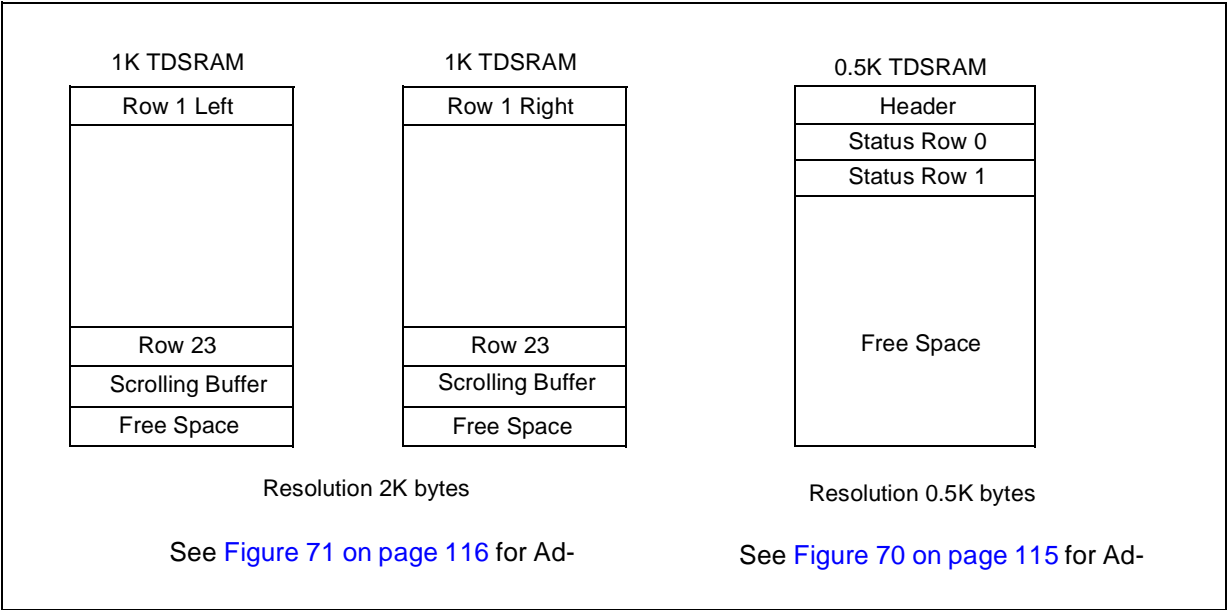 1K TDSRAM
Row 1 Left
Row 23
Scrolling Buffer
Free Space
1K TDSRAM
Row 1 Right
Row 23
Scrolling Buffer
Free Space
Resolution 2K bytes
See Figure 71 on page 116 for Ad-
0.5K TDSRAM
Header
Status Row 0
Status Row 1
Free Space
Resolution 0.5K bytes
See Figure 70 on page 115 for Ad-